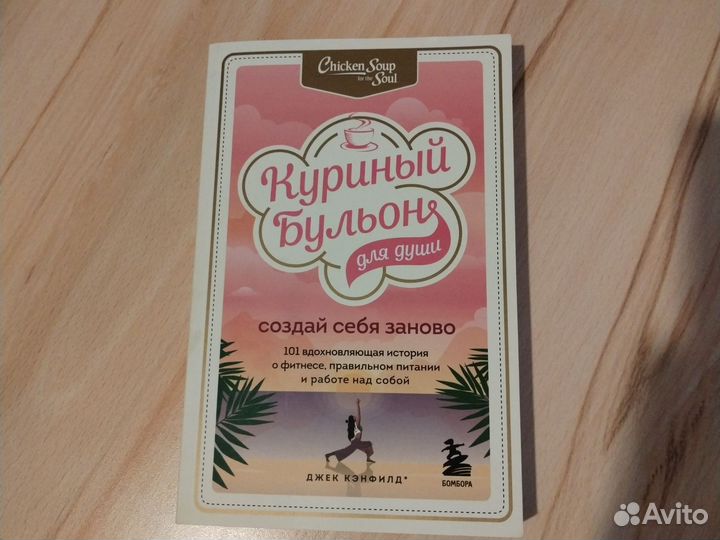 Chicken Soup
for the Soul
Куриный
Бульон
для души
создай себя заново
101 вдохновляющая история
о фитнесе, правильном питании
и работе над собой
ДЖЕК КЭНФИЛД*
БОМБОРА
Avito